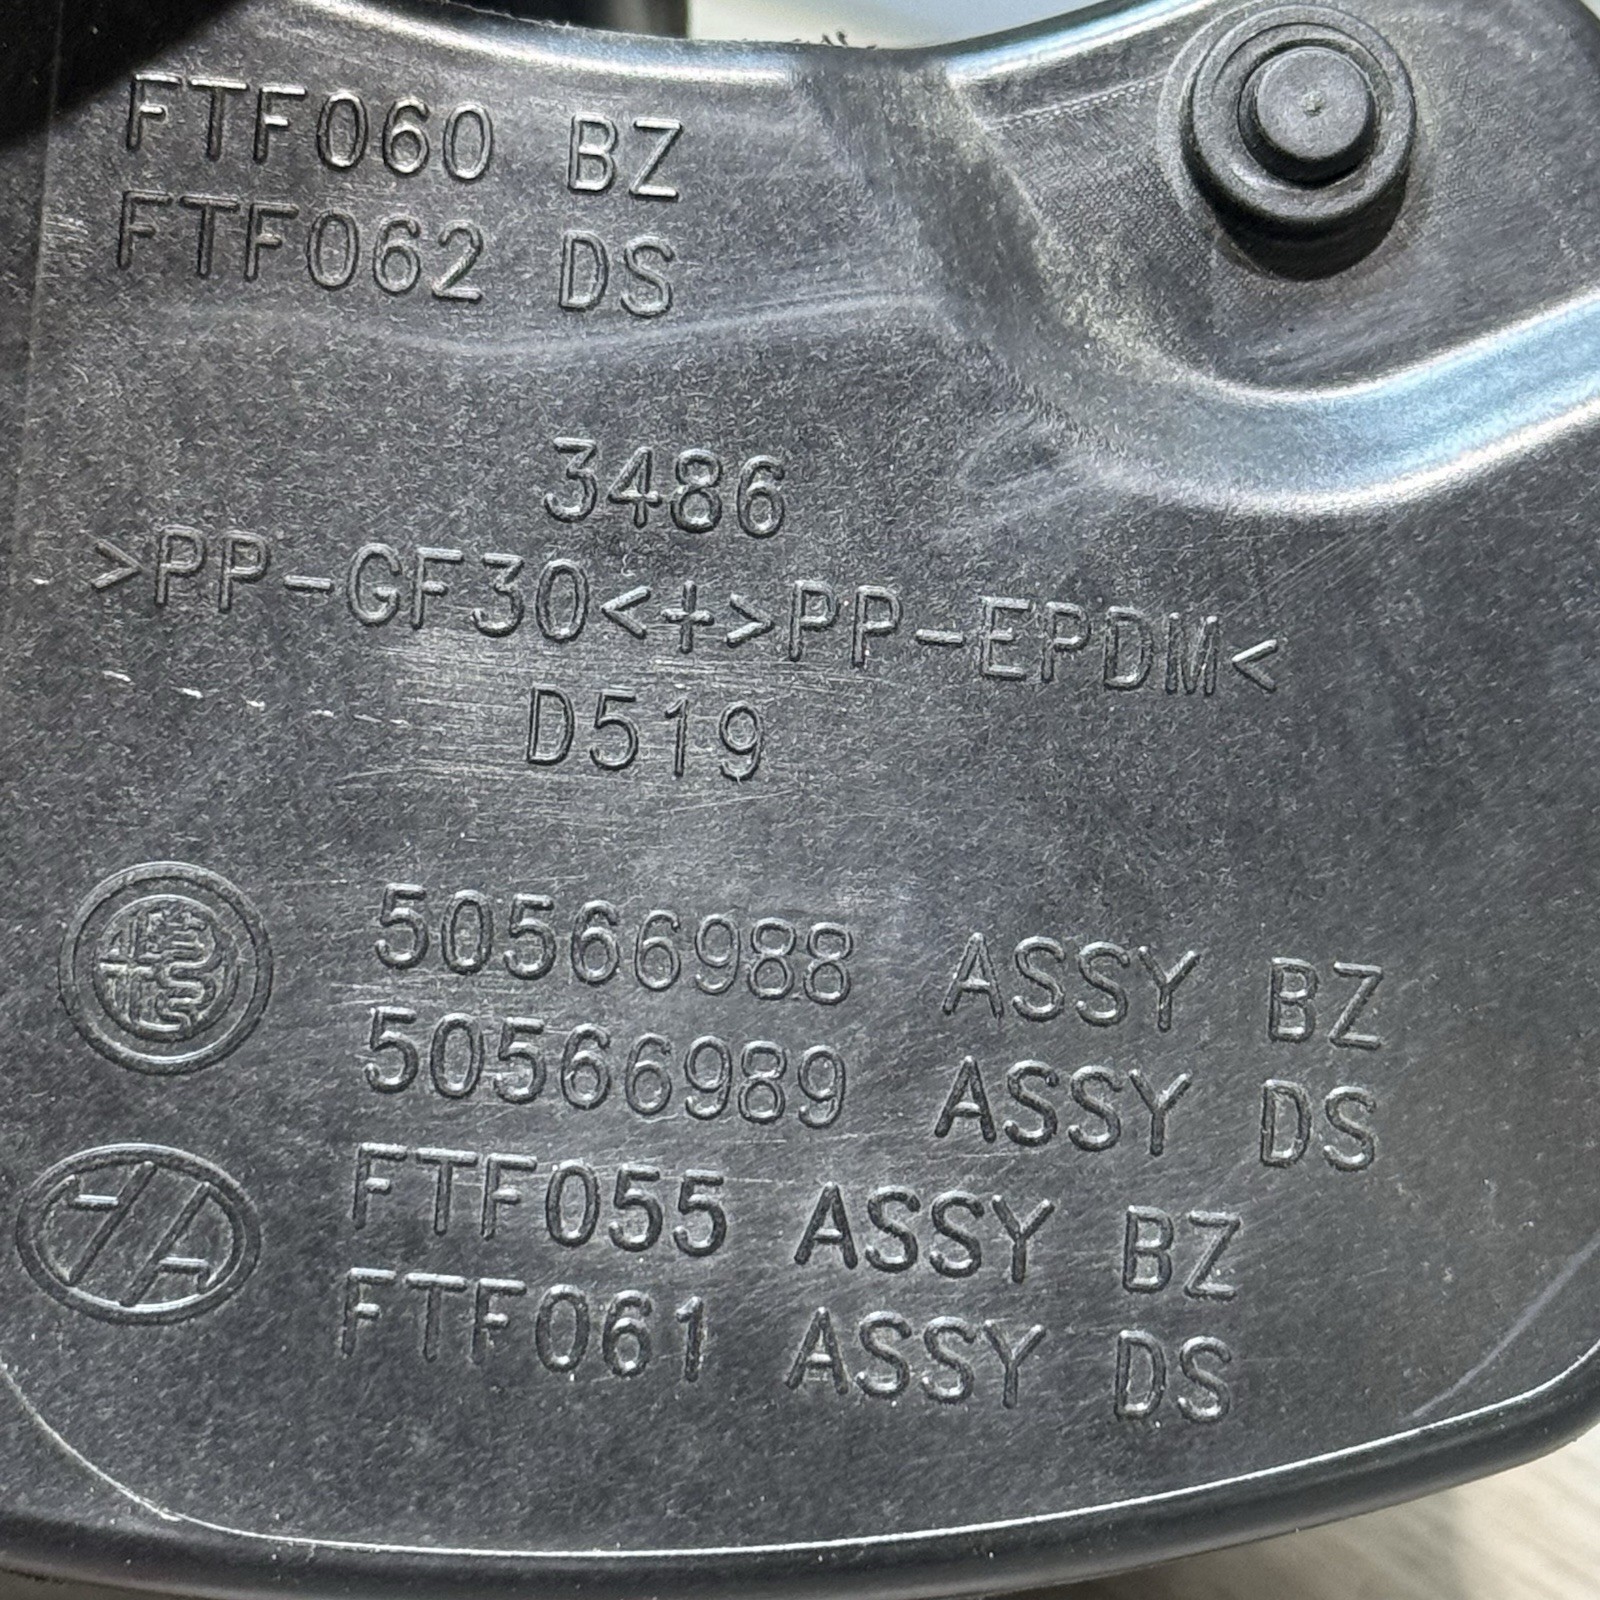 FTF060 BZ
FTF062 DS
3486
>PP-GF30<+>PP-EPDM<
D519
50566988 ASSY BZ
50566989 ASSY DS
FTF055 ASSY BZ
FTF061 ASSY DS